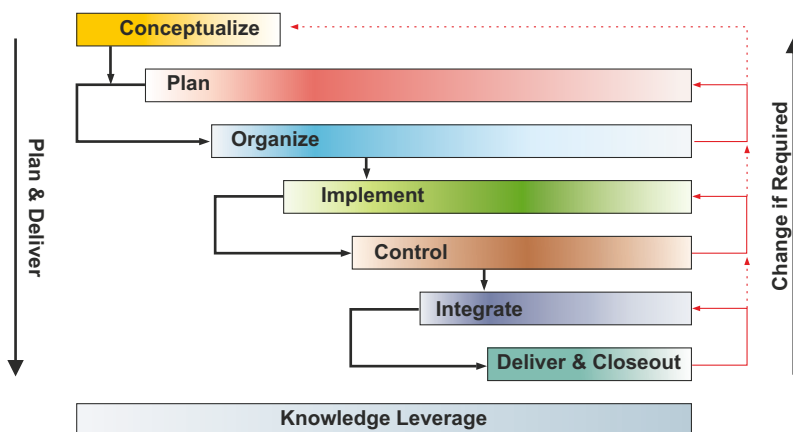 Conceptualize
Plan
Organize
Implement
Control
Integrate
Deliver & Closeout
Knowledge Leverage
Plan & Deliver
Change if Required